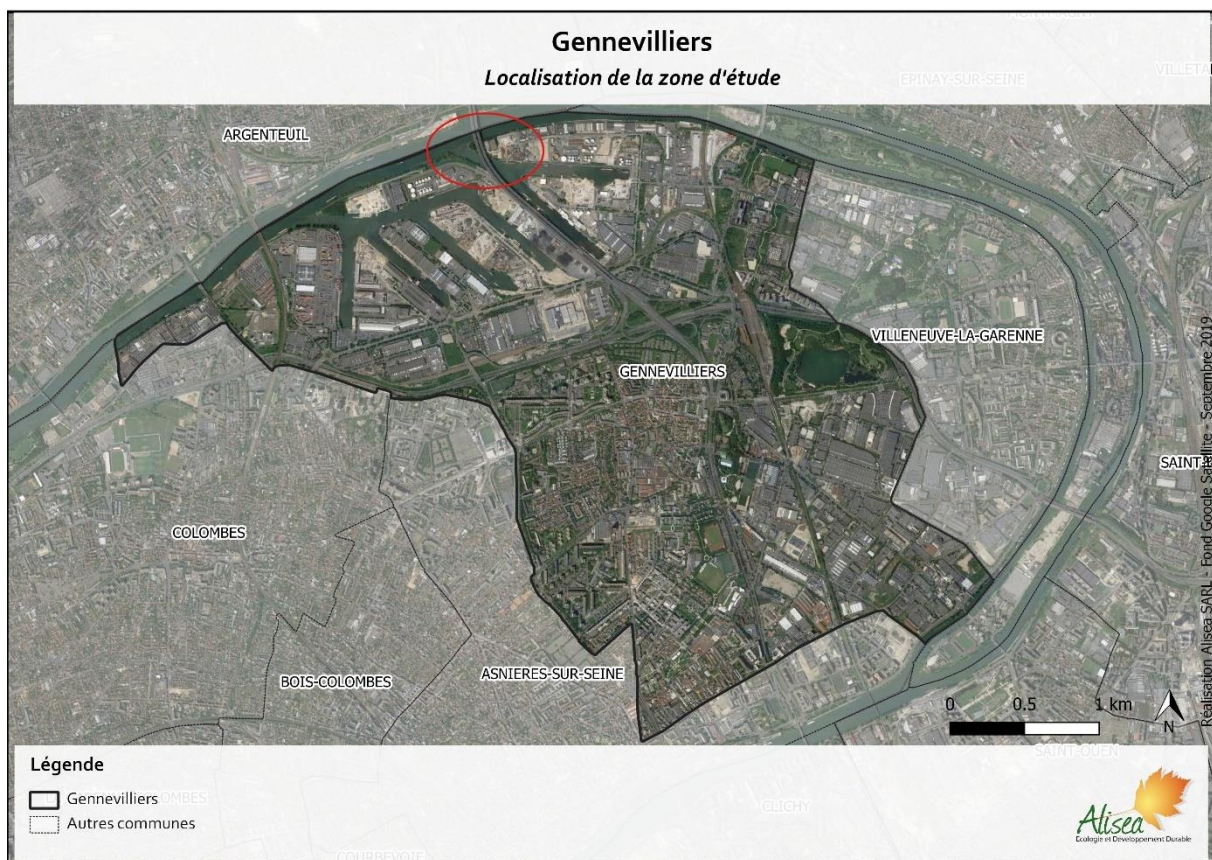 Gennevilliers
Localisation de la zone d'étude
EPINAY-SUR-SEINE
ARGENTEUIL
VILLENEUVE-LA-GARENNE
GENNEVILLIERS
COLOMBES
BOIS-COLOMBES
ASNIERES-SUR-SEINE
0 0.5 1 km
N
Réalisation Alisea SARL - Fond Google Satellite - Septembre 2019
SAINT-OUEN
Légende
Gennevilliers
Autres communes
CLICHY
COURBEVOIE
Alisea
Ecologie et Développement Durable